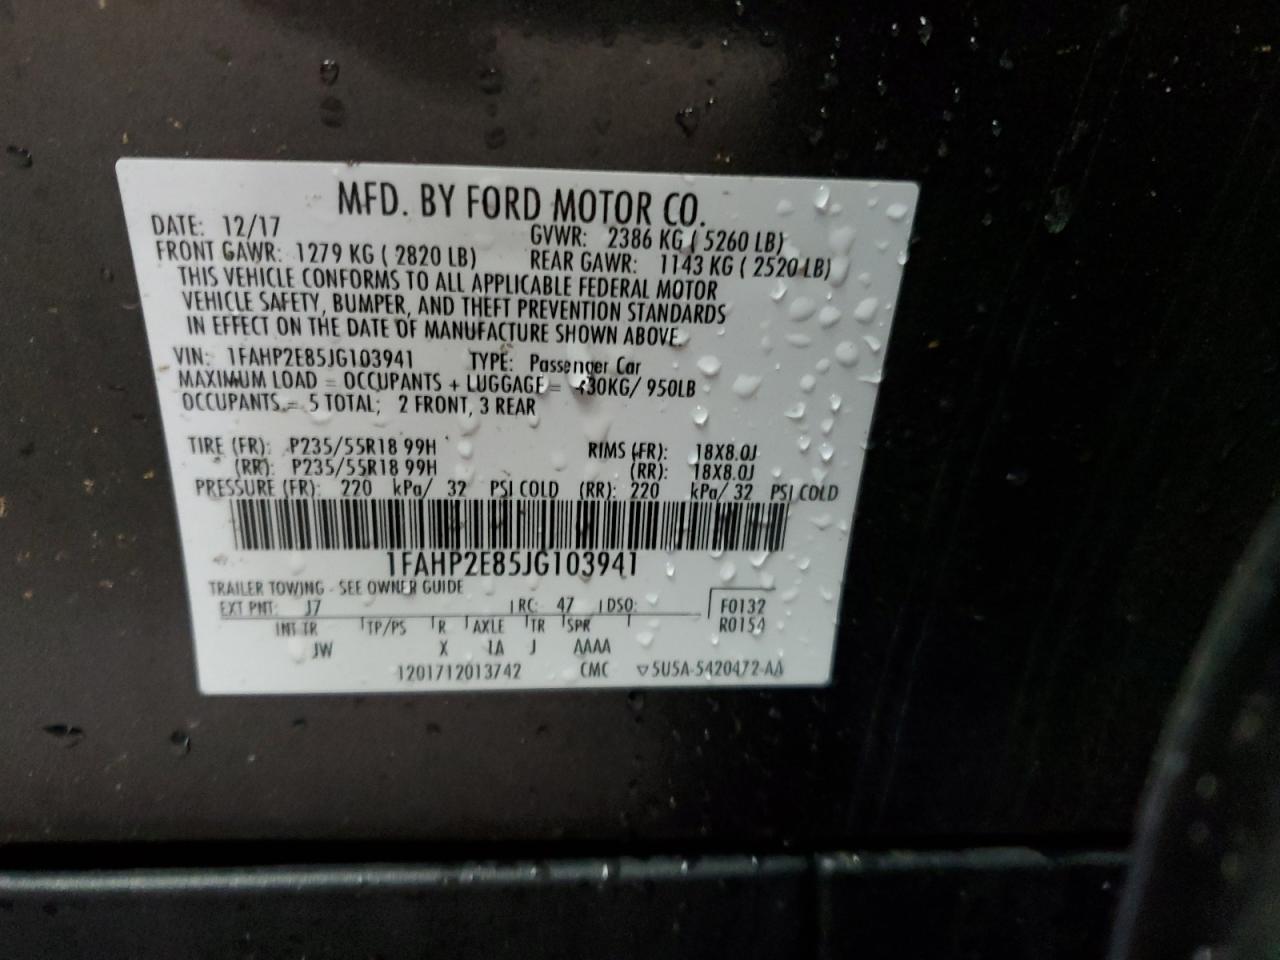 MFD. BY FORD MOTOR CO.
DATE: 12/17 GVWR: 2386 KG ( 5260 LB)
FRONT GAWR: 1279 KG ( 2820 LB) REAR GAWR: 1143 KG ( 2520 LB)
THIS VEHICLE CONFORMS TO ALL APPLICABLE FEDERAL MOTOR
VEHICLE SAFETY, BUMPER, AND THEFT PREVENTION STANDARDS
IN EFFECT ON THE DATE OF MANUFACTURE SHOWN ABOVE.
VIN: 1FAHP2E85JG103941 TYPE: Passenger Car
MAXIMUM LOAD = OCCUPANTS + LUGGAGE = 430KG/ 950LB
OCCUPANTS = 5 TOTAL; 2 FRONT, 3 REAR
TIRE (FR): P235/55R18 99H RIMS (FR): 18X8.0J
(RR): P235/55R18 99H (RR): 18X8.0J
PRESSURE (FR): 220 kPa/ 32 PSI COLD (RR): 220 kPa/ 32 PSI COLD
1FAHP2E85JG103941
TRAILER TOWING - SEE OWNER GUIDE
EXT PNT: J7 RC: 47 DSO: F0132
INT TR TP/PS R AXLE TR SPR R0154
JW X 1A J AAAA
1201712013742 CMC ▽5U5A-5420472-AA